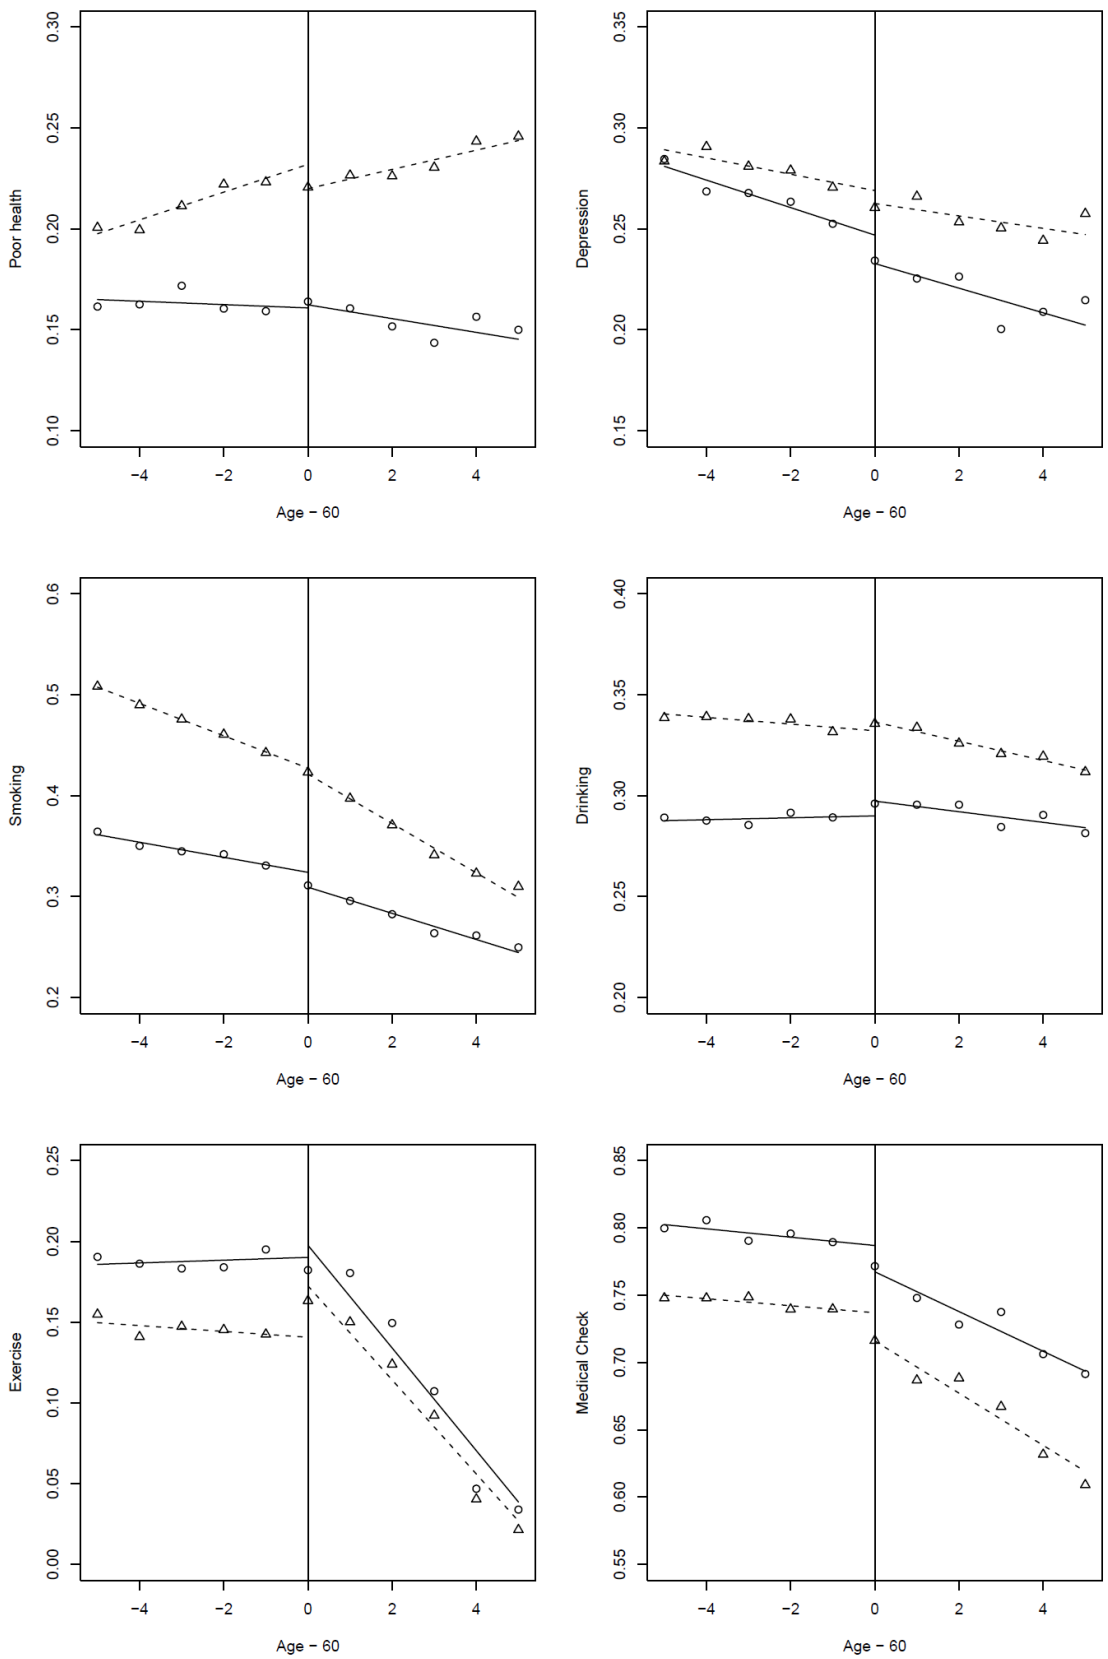 Poor health
0.30
0.25
0.20
0.15
0.10
−4 −2 0 2 4
Age − 60
Depression
0.35
0.30
0.25
0.20
0.15
−4 −2 0 2 4
Age − 60
Smoking
0.6
0.5
0.4
0.3
0.2
−4 −2 0 2 4
Age − 60
Drinking
0.40
0.35
0.30
0.25
0.20
−4 −2 0 2 4
Age − 60
Exercise
0.25
0.20
0.15
0.10
0.05
0.00
−4 −2 0 2 4
Age − 60
Medical Check
0.85
0.80
0.75
0.70
0.65
0.60
0.55
−4 −2 0 2 4
Age − 60